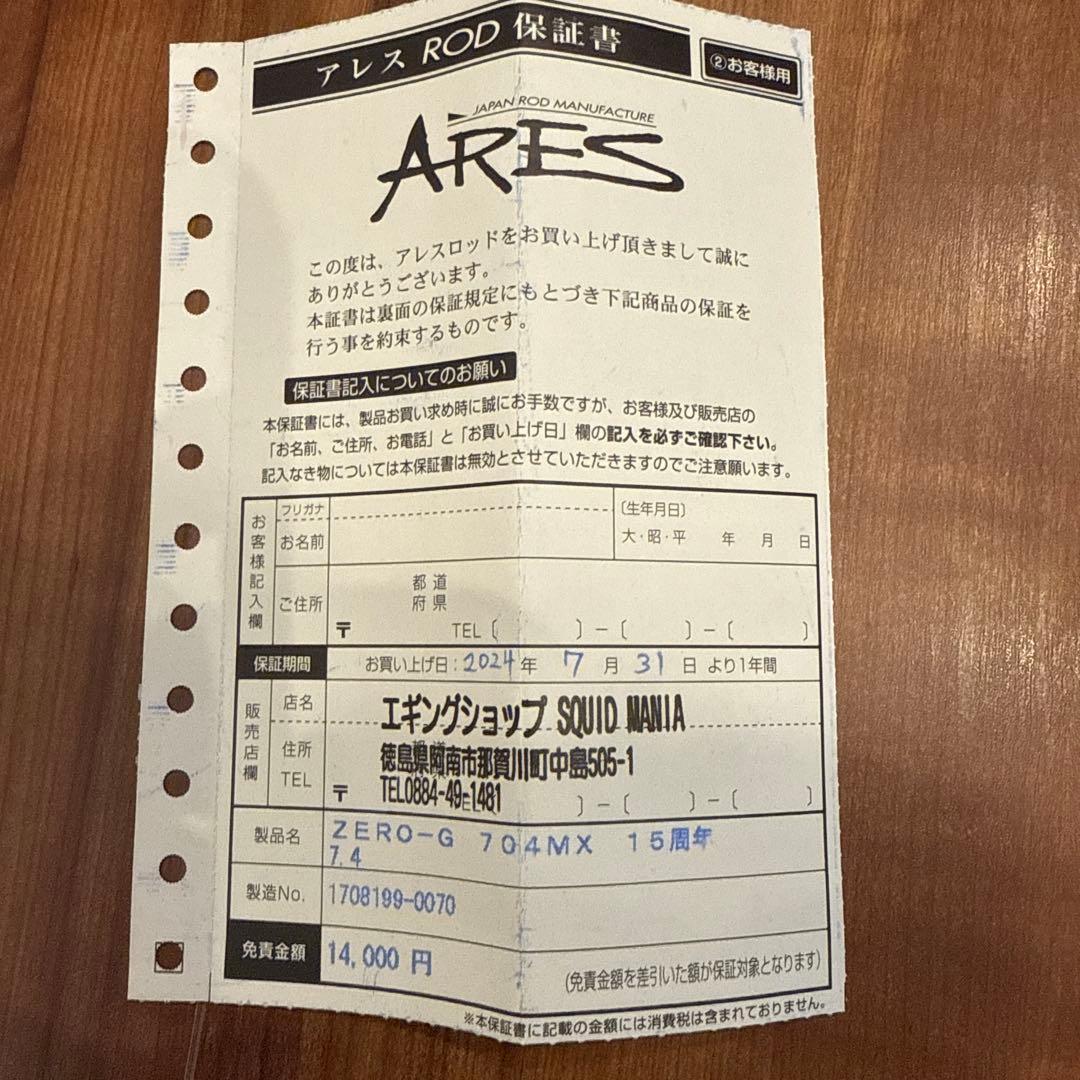 アレス ROD 保証書
②お客様用
JAPAN ROD MANUFACTURE
ARES
この度は、アレスロッドをお買い上げ頂きまして誠に
ありがとうございます。
本証書は裏面の保証規定にもとづき下記商品の保証を
行う事を約束するものです。
保証書記入についてのお願い
本保証書には、製品お買い求め時に誠にお手数ですが、お客様及び販売店の
「お名前、ご住所、お電話」と「お買い上げ日」欄の記入を必ずご確認下さい。
記入なき物については本保証書は無効とさせていただきますのでご注意願います。
お客様記入欄
フリガナ
お名前
〔生年月日〕
大・昭・平 年 月 日
ご住所
都 道
府 県
〒 TEL〔 〕－〔 〕－〔 〕
保証期間 お買い上げ日：2024年 7月 31日 より1年間
販売店欄
店名 エギングショップ SQUID MANIA
住所 徳島県阿南市那賀川町中島505-1
TEL 〒 TEL0884-49-1481 〕－〔 〕－〔 〕
製品名 ZERO-G 704MX 15周年
7.4
製造No. 1708199-0070
免責金額 14,000 円 (免責金額を差引いた額が保証対象となります)
※本保証書に記載の金額には消費税は含まれておりません。